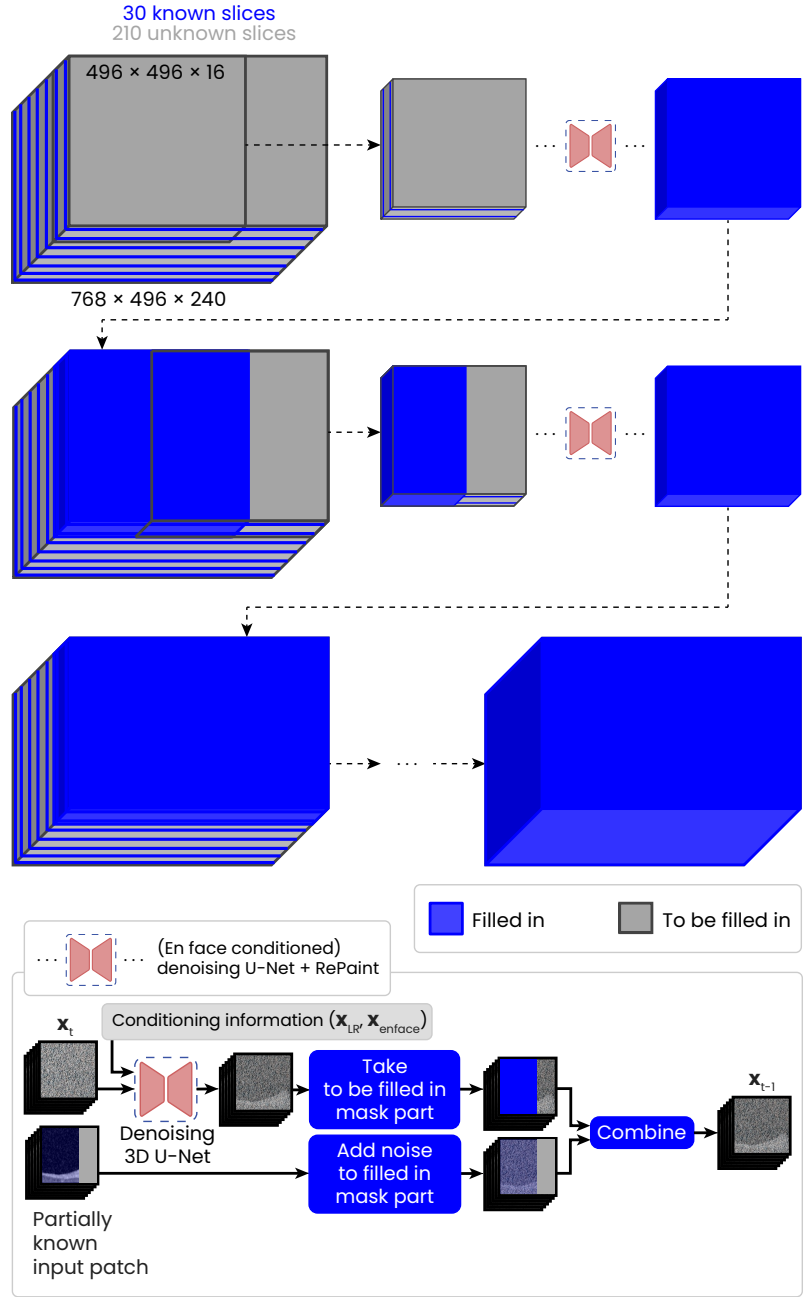 30 known slices
210 unknown slices
496 × 496 × 16
768 × 496 × 240
Filled in
To be filled in
(En face conditioned)
denoising U-Net + RePaint
Conditioning information (x_LR, x_enface)
x_t
Denoising
3D U-Net
Take
to be filled in
mask part
Add noise
to filled in
mask part
Combine
x_t-1
Partially
known
input patch